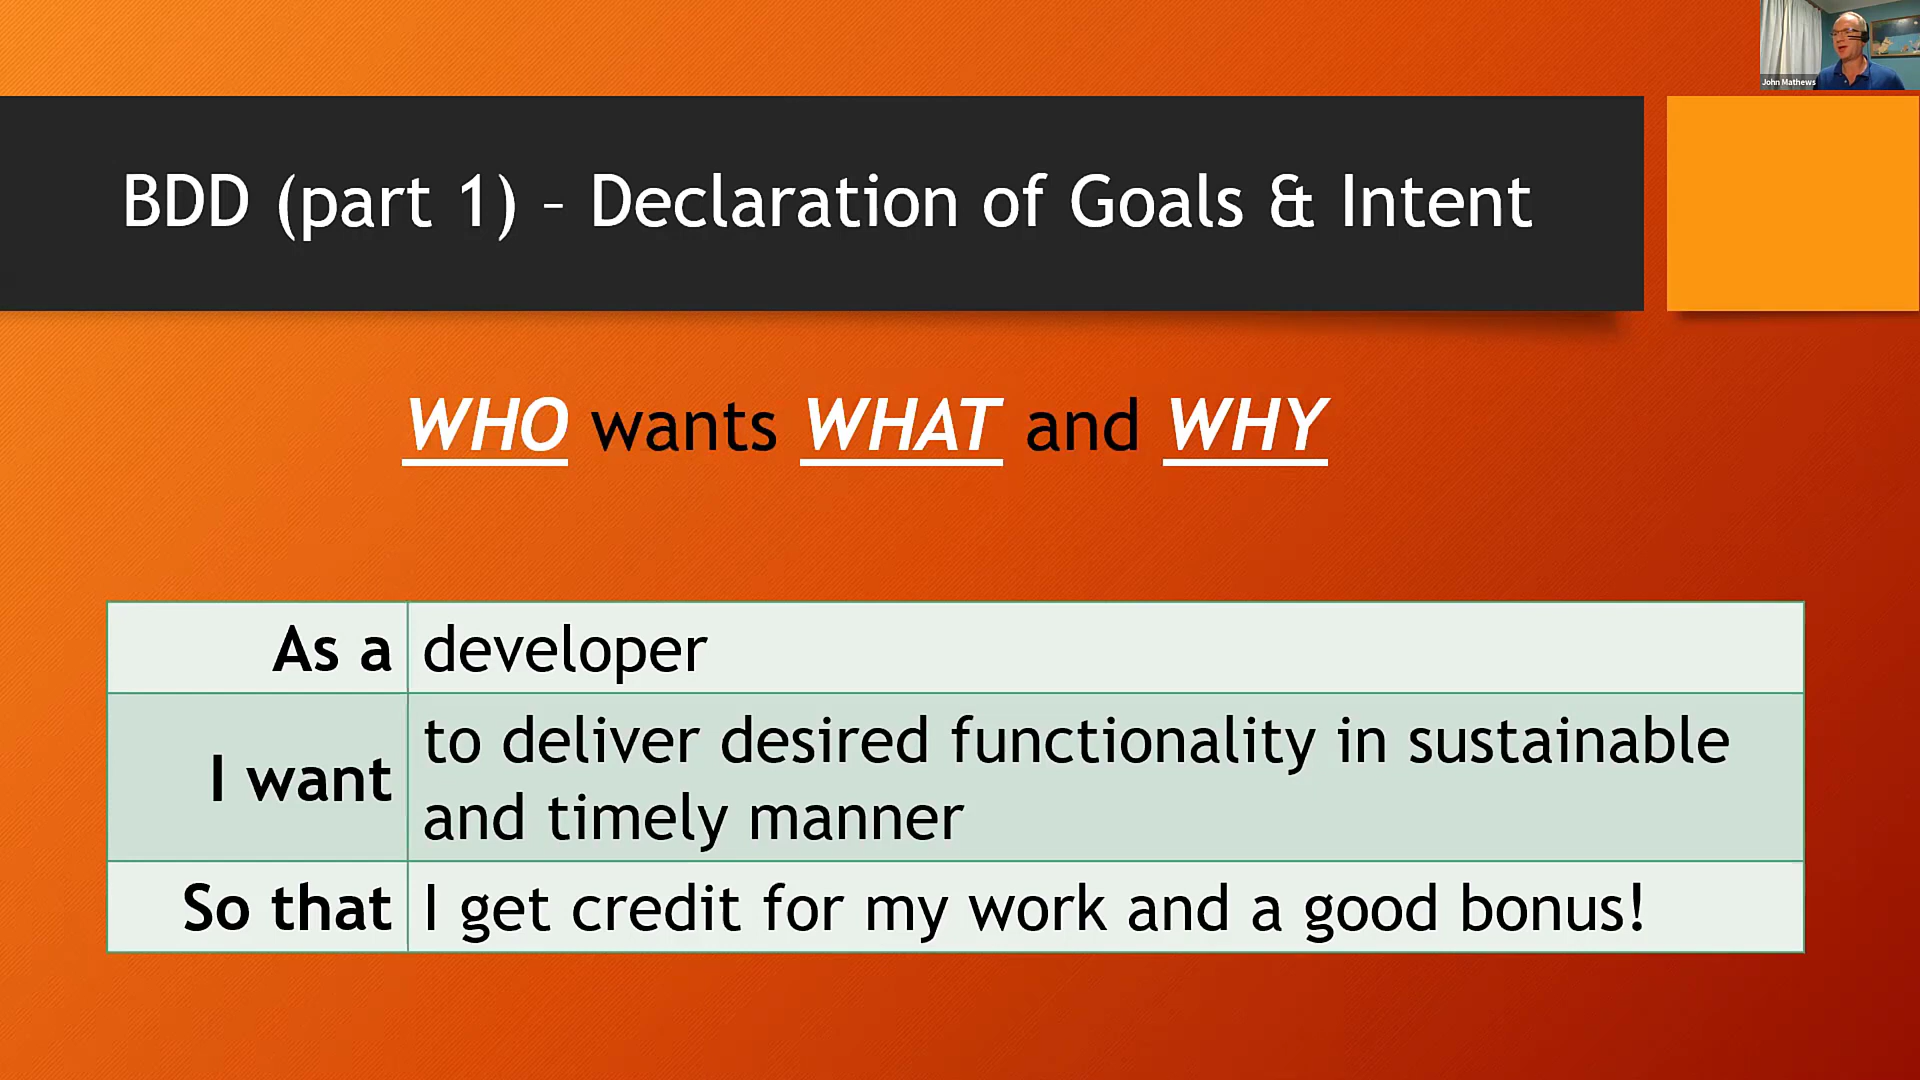 John Mathews
BDD (part 1) – Declaration of Goals & Intent
WHO wants WHAT and WHY
As a developer
I want to deliver desired functionality in sustainable
and timely manner
So that I get credit for my work and a good bonus!